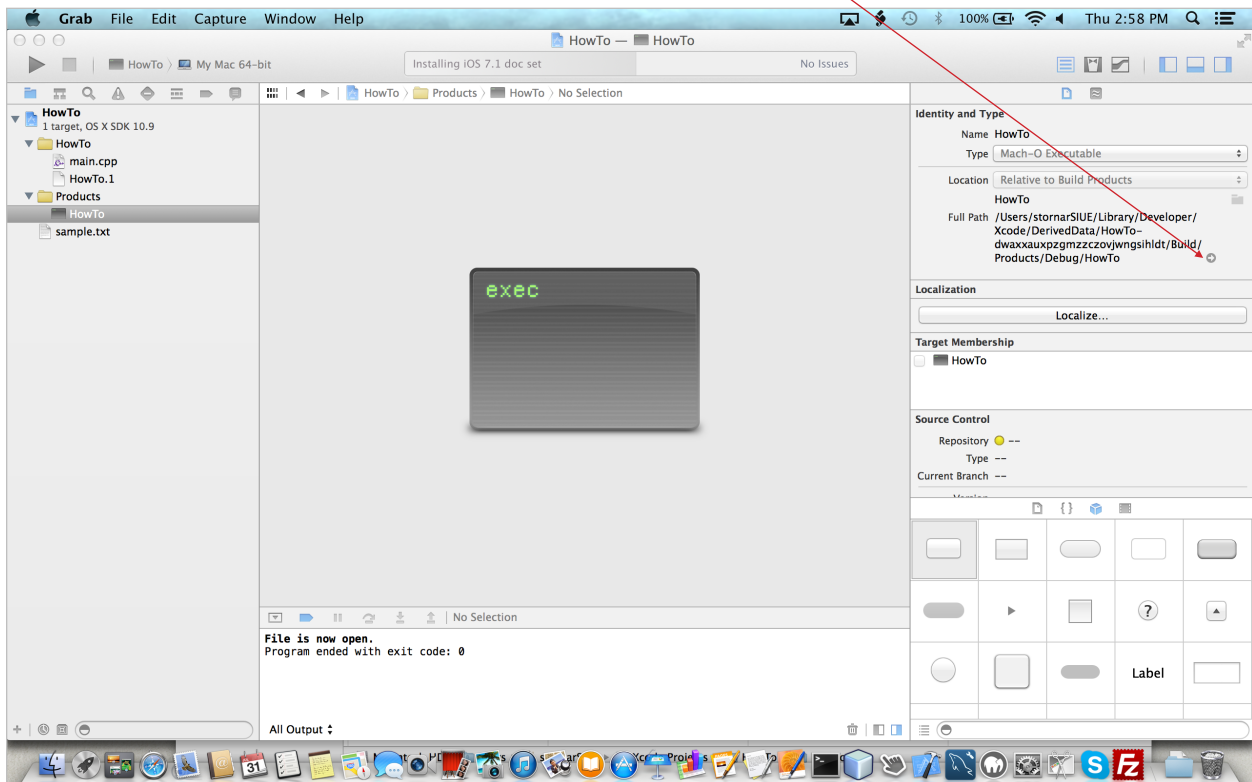 Grab File Edit Capture Window Help
100%
Thu 2:58 PM
HowTo — HowTo
HowTo 〉 My Mac 64-bit
Installing iOS 7.1 doc set
No Issues
HowTo 〉 Products 〉 HowTo 〉 No Selection
HowTo
1 target, OS X SDK 10.9
HowTo
main.cpp
HowTo.1
Products
HowTo
sample.txt
exec
No Selection
File is now open.
Program ended with exit code: 0
All Output
Identity and Type
Name HowTo
Type Mach-O Executable
Location Relative to Build Products
HowTo
Full Path /Users/stornarSIUE/Library/Developer/
Xcode/DerivedData/HowTo-
dwaxxauxpzgmzzczovjwngsihldt/Build/
Products/Debug/HowTo
Localization
Localize...
Target Membership
HowTo
Source Control
Repository --
Type --
Current Branch --
Version
{ }
?
Label
31